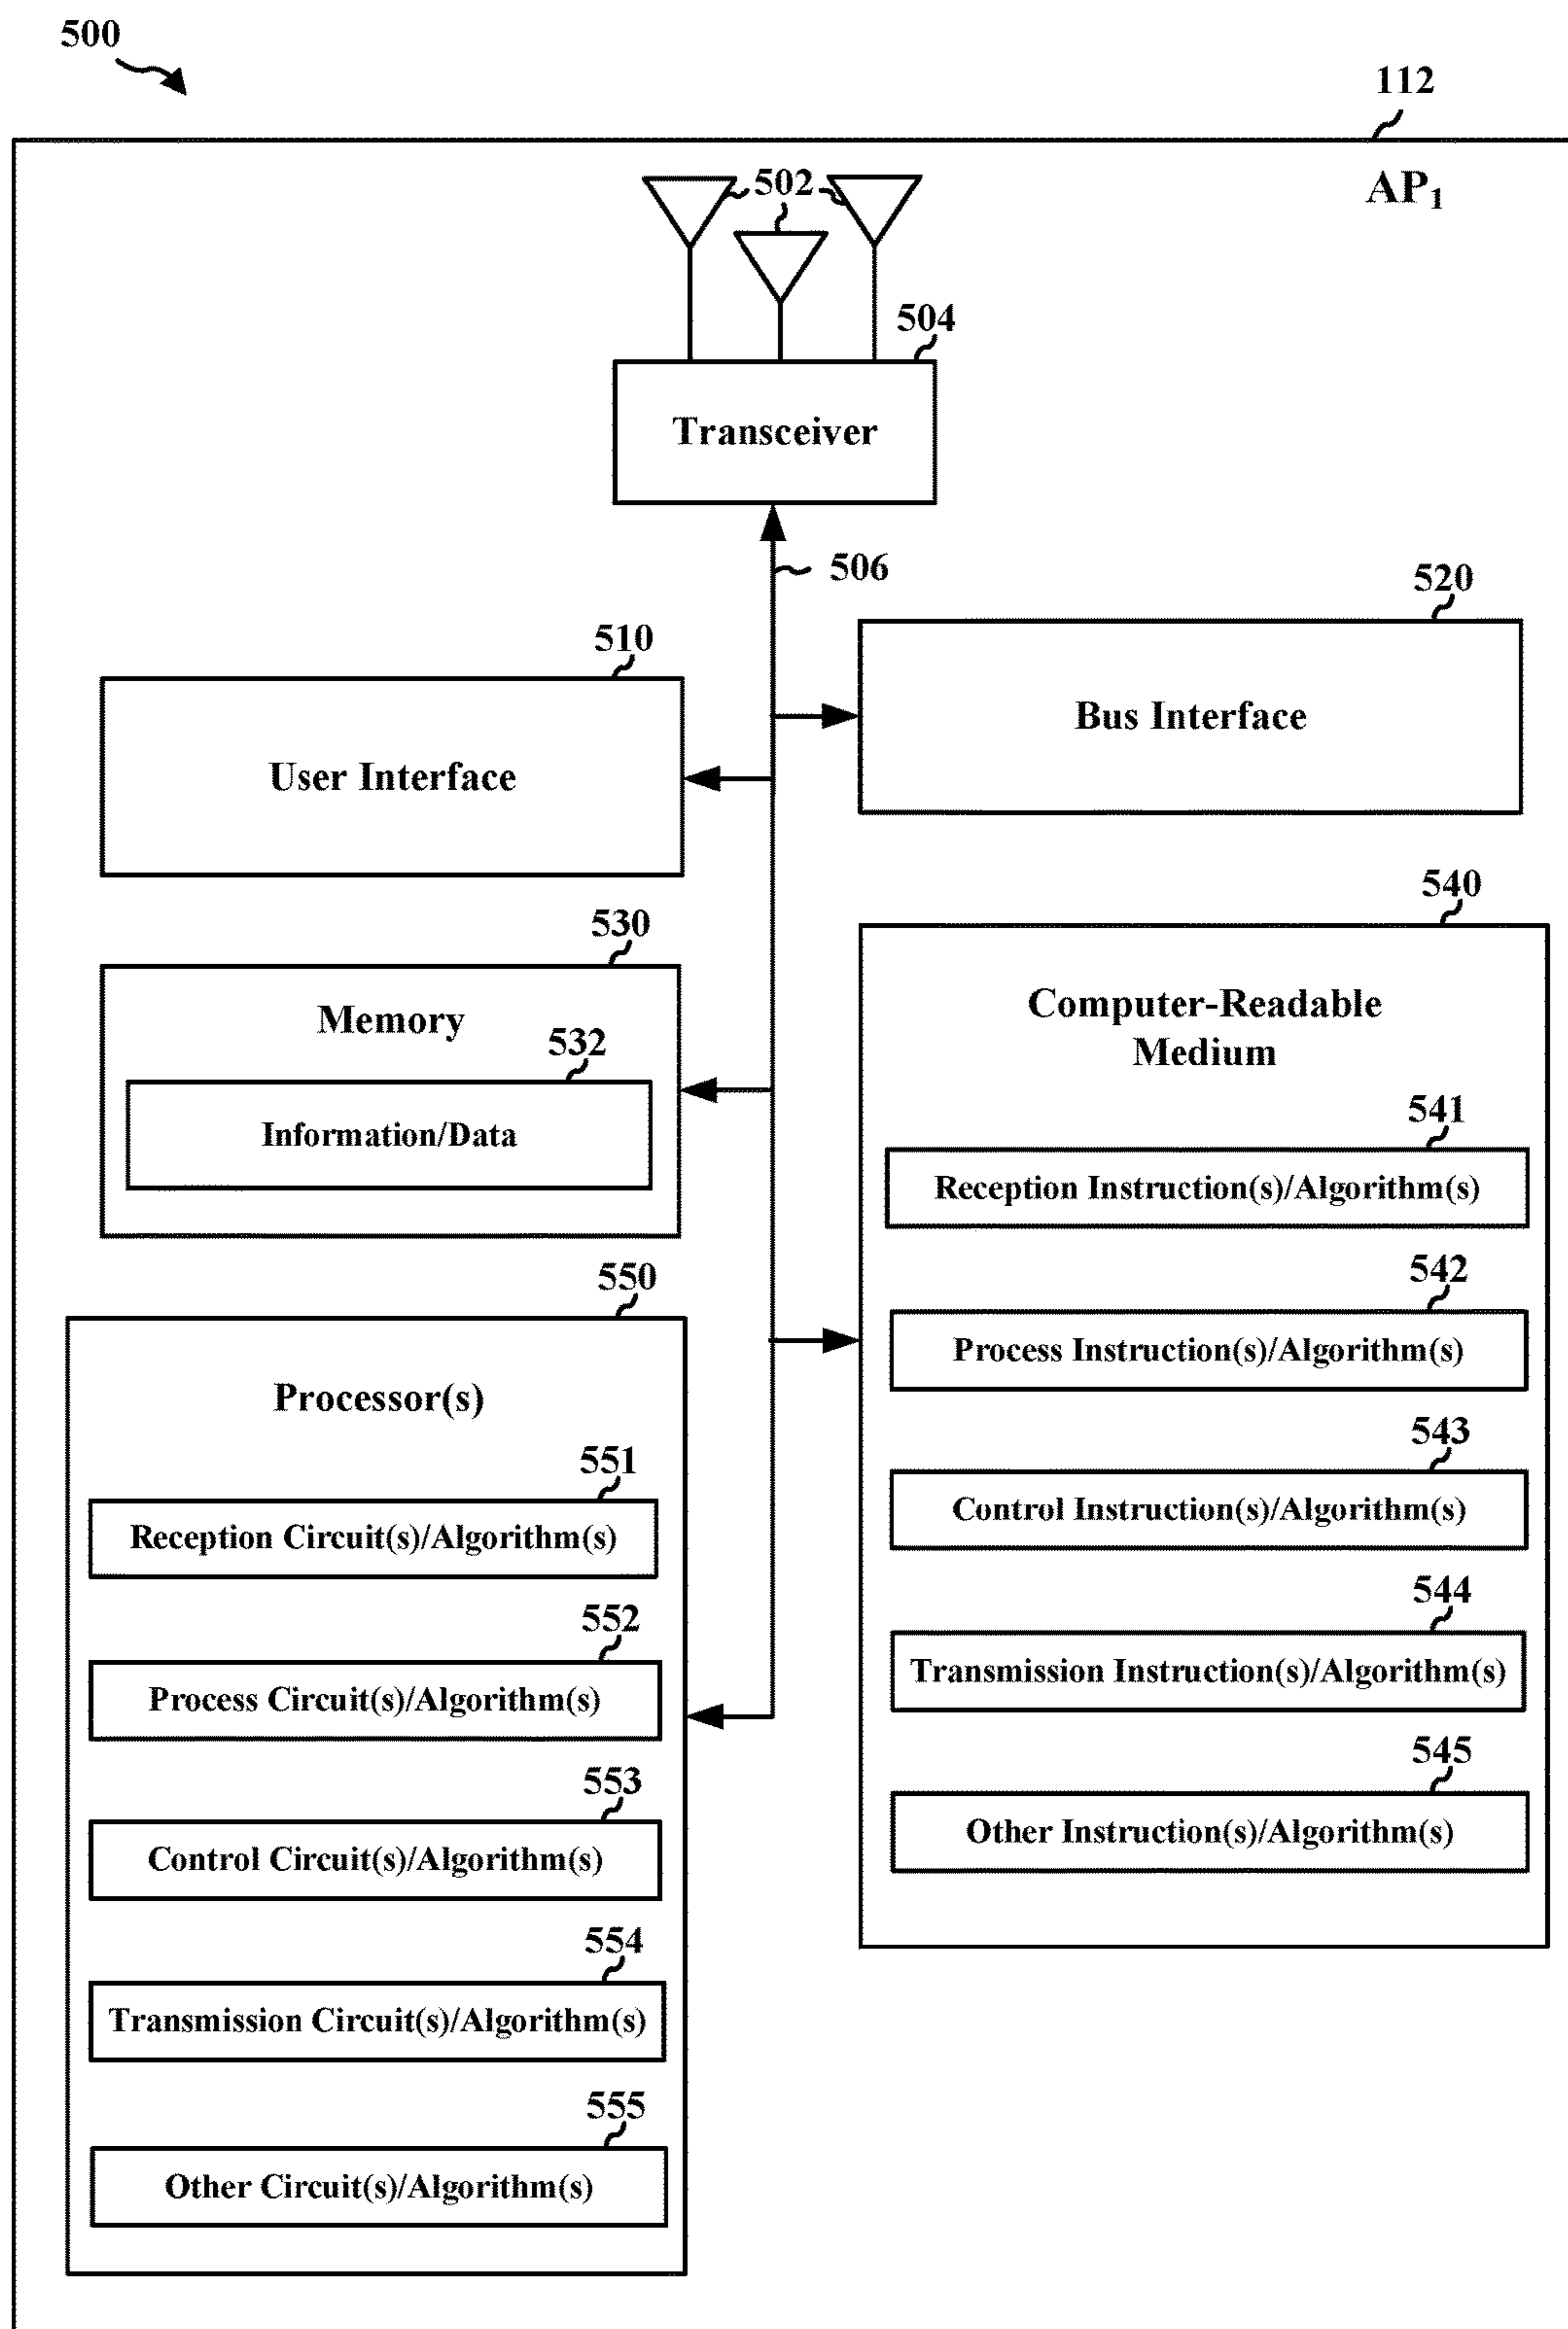 500
112
AP₁
502
504
Transceiver
506
520
Bus Interface
510
User Interface
530
Memory
532
Information/Data
540
Computer-Readable
Medium
541
Reception Instruction(s)/Algorithm(s)
542
Process Instruction(s)/Algorithm(s)
543
Control Instruction(s)/Algorithm(s)
544
Transmission Instruction(s)/Algorithm(s)
545
Other Instruction(s)/Algorithm(s)
550
Processor(s)
551
Reception Circuit(s)/Algorithm(s)
552
Process Circuit(s)/Algorithm(s)
553
Control Circuit(s)/Algorithm(s)
554
Transmission Circuit(s)/Algorithm(s)
555
Other Circuit(s)/Algorithm(s)